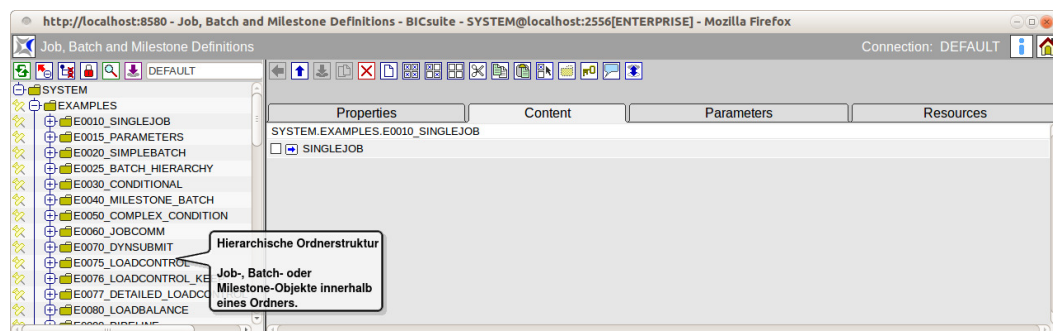 http://localhost:8580 - Job, Batch and Milestone Definitions - BICsuite - SYSTEM@localhost:2556[ENTERPRISE] - Mozilla Firefox
Job, Batch and Milestone Definitions
Connection: DEFAULT
DEFAULT
SYSTEM
EXAMPLES
E0010_SINGLEJOB
E0015_PARAMETERS
E0020_SIMPLEBATCH
E0025_BATCH_HIERARCHY
E0030_CONDITIONAL
E0040_MILESTONE_BATCH
E0050_COMPLEX_CONDITION
E0060_JOBCOMM
E0070_DYNSUBMIT
E0075_LOADCONTROL
E0076_LOADCONTROL_KE
E0077_DETAILED_LOADCO
E0080_LOADBALANCE
Properties Content Parameters Resources
SYSTEM.EXAMPLES.E0010_SINGLEJOB
SINGLEJOB
Hierarchische Ordnerstruktur
Job-, Batch- oder
Milestone-Objekte innerhalb
eines Ordners.